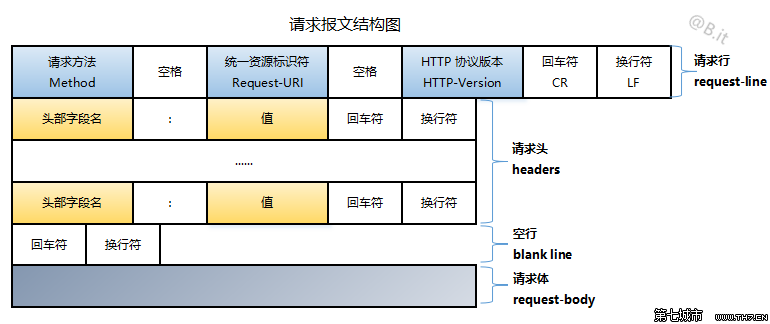 请求报文结构图
@B.it
请求方法 空格 统一资源标识符 空格 HTTP 协议版本 回车符 换行符 请求行
Method Request-URI HTTP-Version CR LF request-line
头部字段名 : 值 回车符 换行符
请求头
...... headers
头部字段名 : 值 回车符 换行符
回车符 换行符 空行
blank line
请求体
request-body
第七城市 WWW.TH7.CN